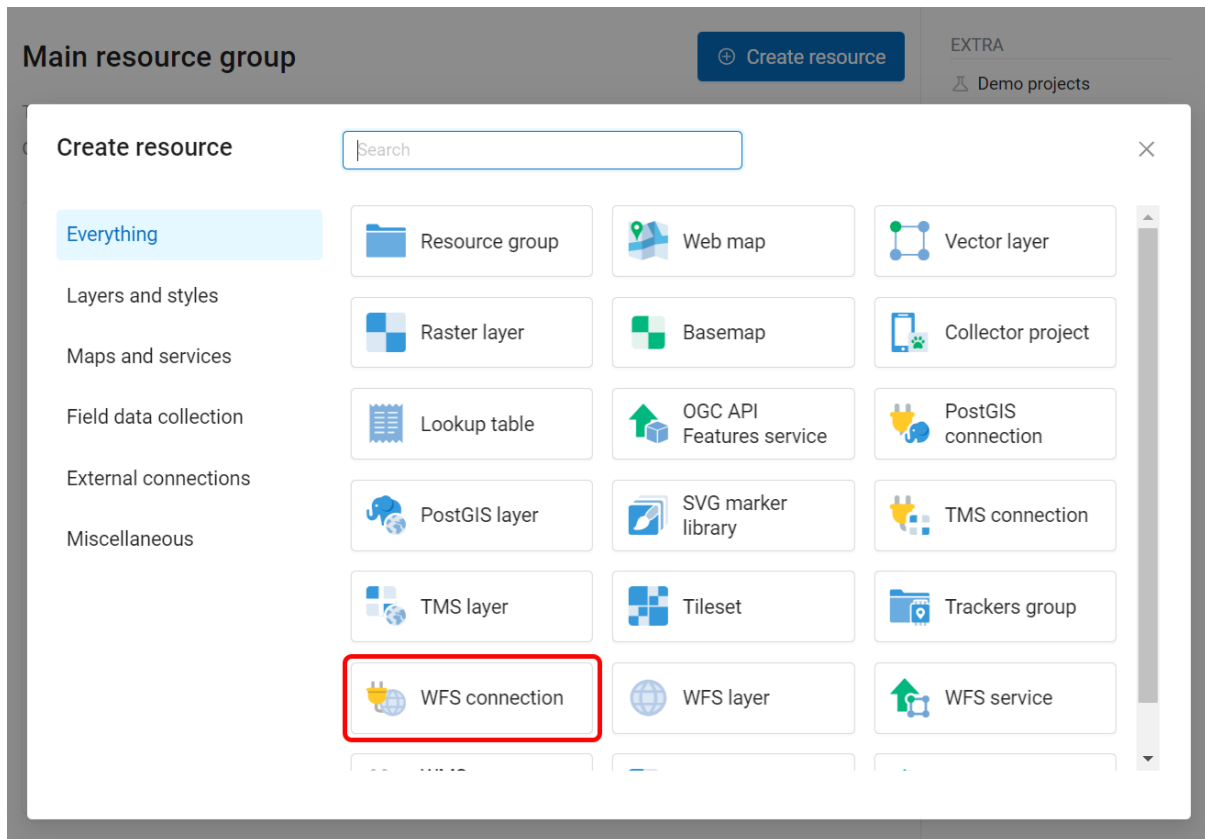 Main resource group
Create resource
EXTRA
Demo projects
Create resource
Search
Everything
Layers and styles
Maps and services
Field data collection
External connections
Miscellaneous
Resource group
Web map
Vector layer
Raster layer
Basemap
Collector project
Lookup table
OGC API
Features service
PostGIS
connection
PostGIS layer
SVG marker
library
TMS connection
TMS layer
Tileset
Trackers group
WFS connection
WFS layer
WFS service